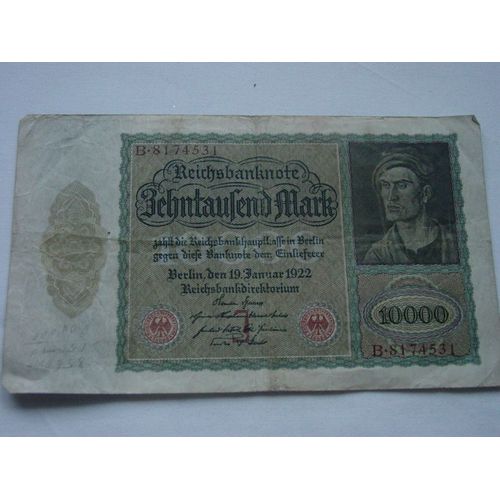 B·8174531
Reichsbanknote
Zehntausend Mark
zahlt die Reichsbankhauptkasse in Berlin
gegen diese Banknote dem Einlieferer
Berlin, den 19. Januar 1922
Reichsbankdirektorium
10000
B·8174531